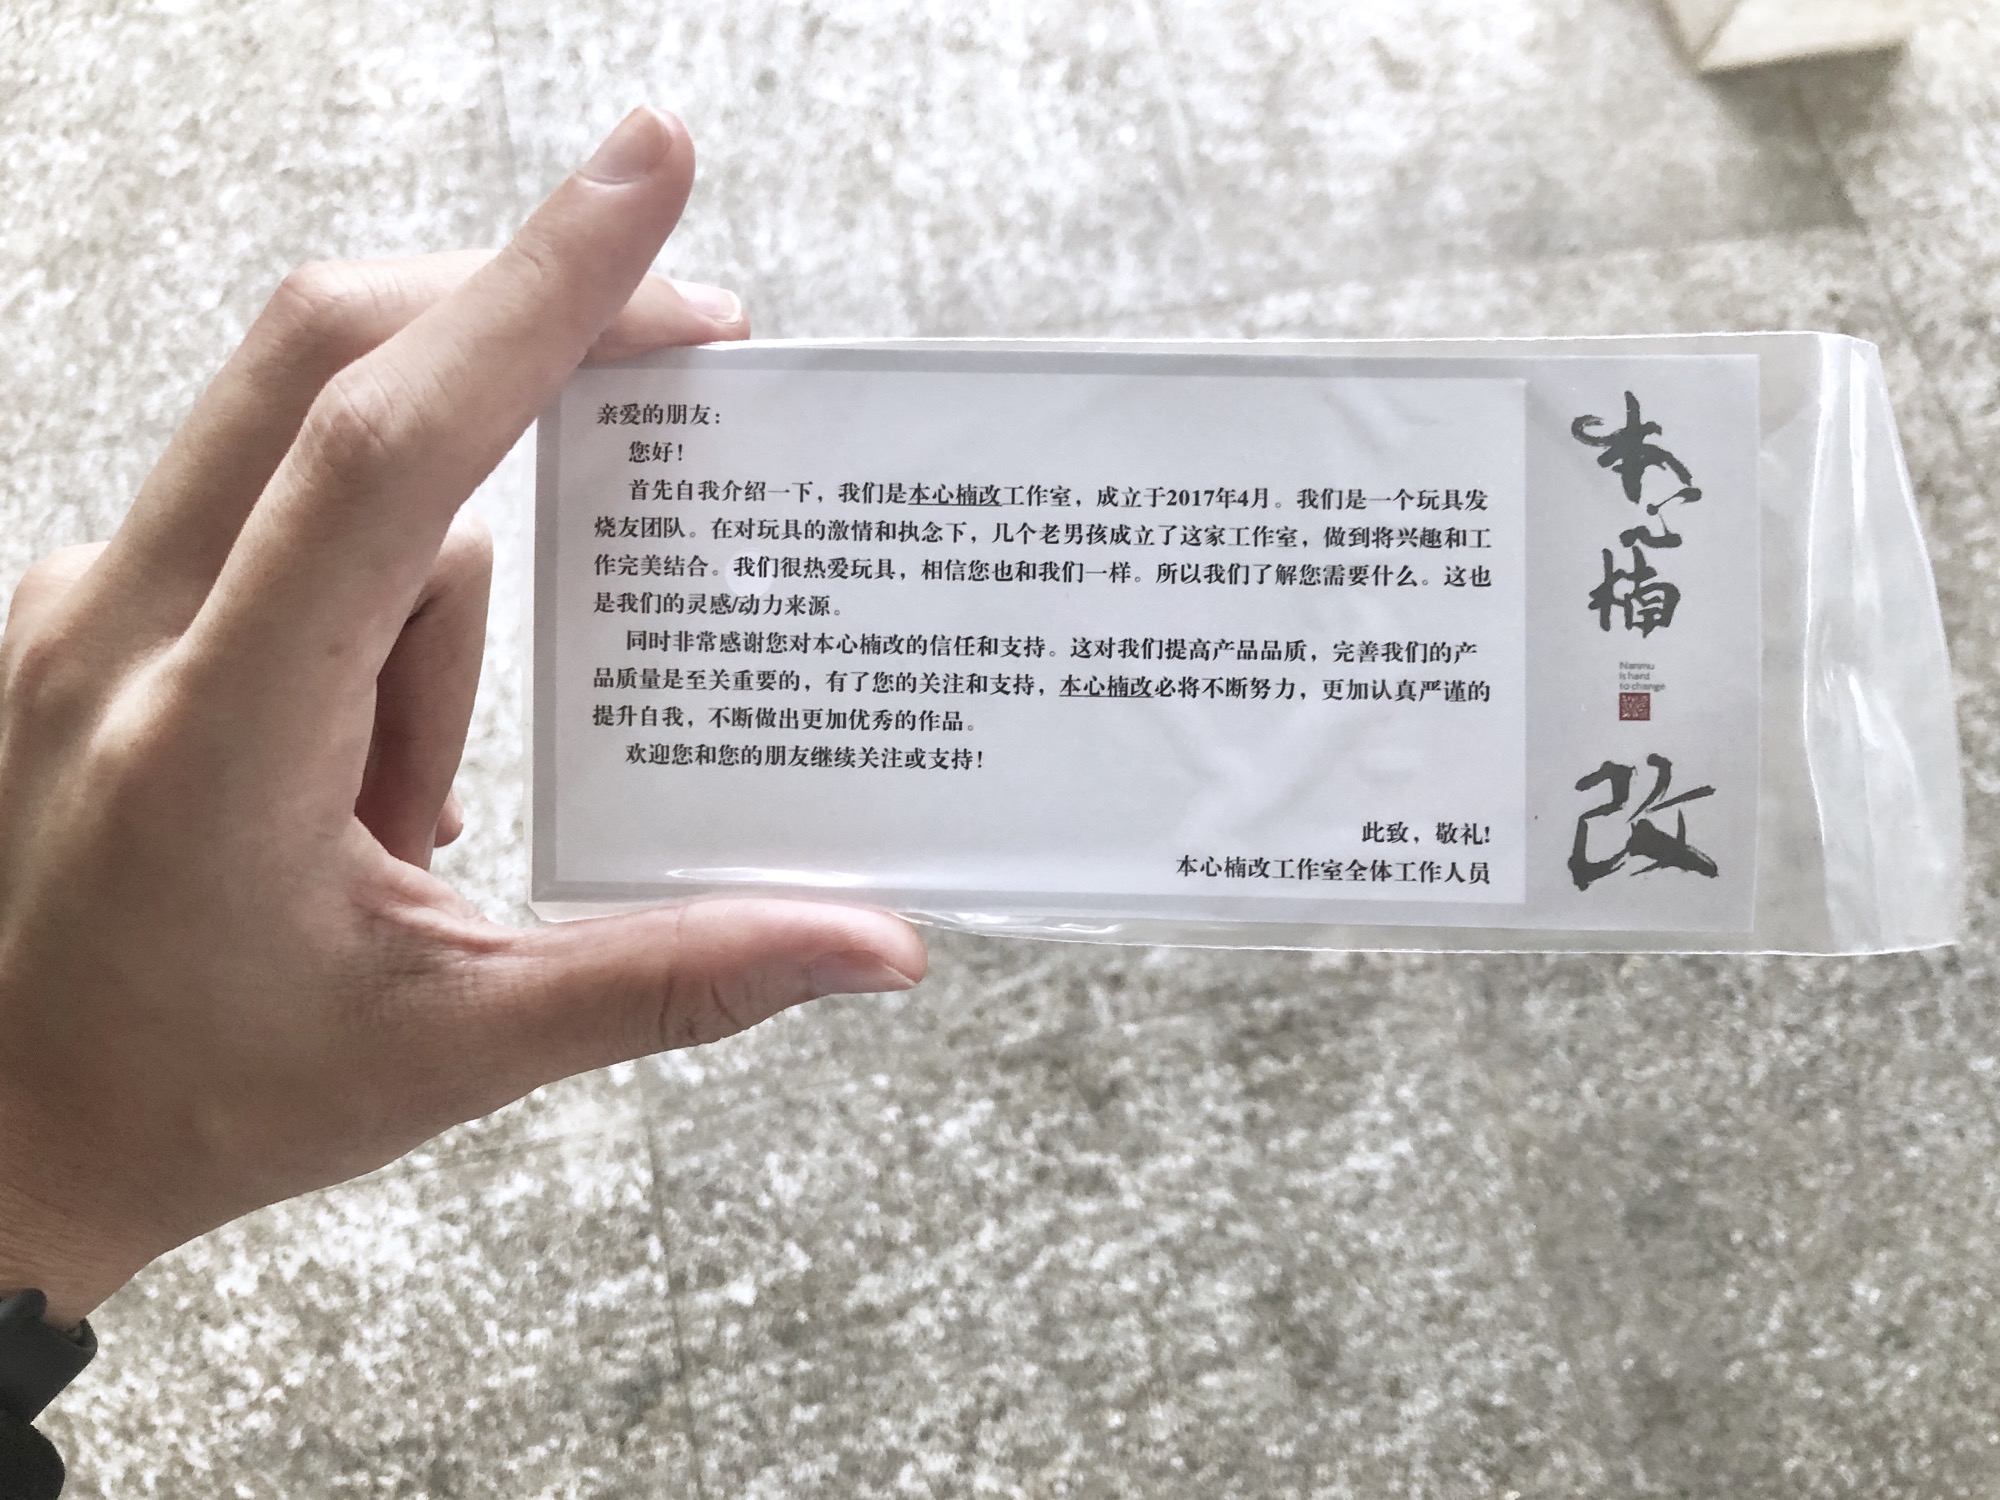 亲爱的朋友：
您好！
首先自我介绍一下，我们是本心楠改工作室，成立于2017年4月。我们是一个玩具发
烧友团队。在对玩具的激情和执念下，几个老男孩成立了这家工作室，做到将兴趣和工
作完美结合。我们很热爱玩具，相信您也和我们一样。所以我们了解您需要什么。这也
是我们的灵感/动力来源。
同时非常感谢您对本心楠改的信任和支持。这对我们提高产品品质，完善我们的产
品质量是至关重要的，有了您的关注和支持，本心楠改必将不断努力，更加认真严谨的
提升自我，不断做出更加优秀的作品。
欢迎您和您的朋友继续关注或支持！
此致，敬礼!
本心楠改工作室全体工作人员
本心楠
Nanmu
is hard
to change
改